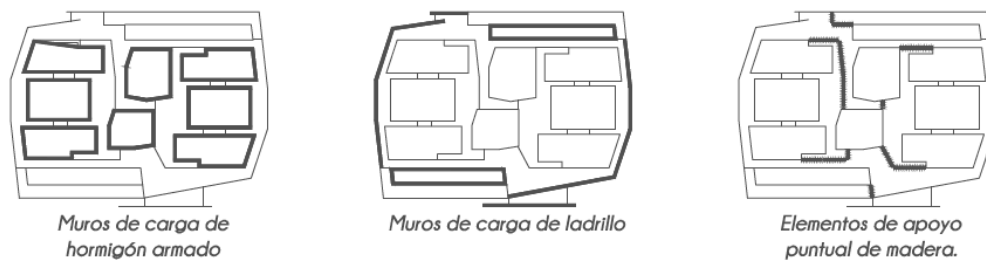 Muros de carga de
hormigón armado
Muros de carga de ladrillo
Elementos de apoyo
puntual de madera.